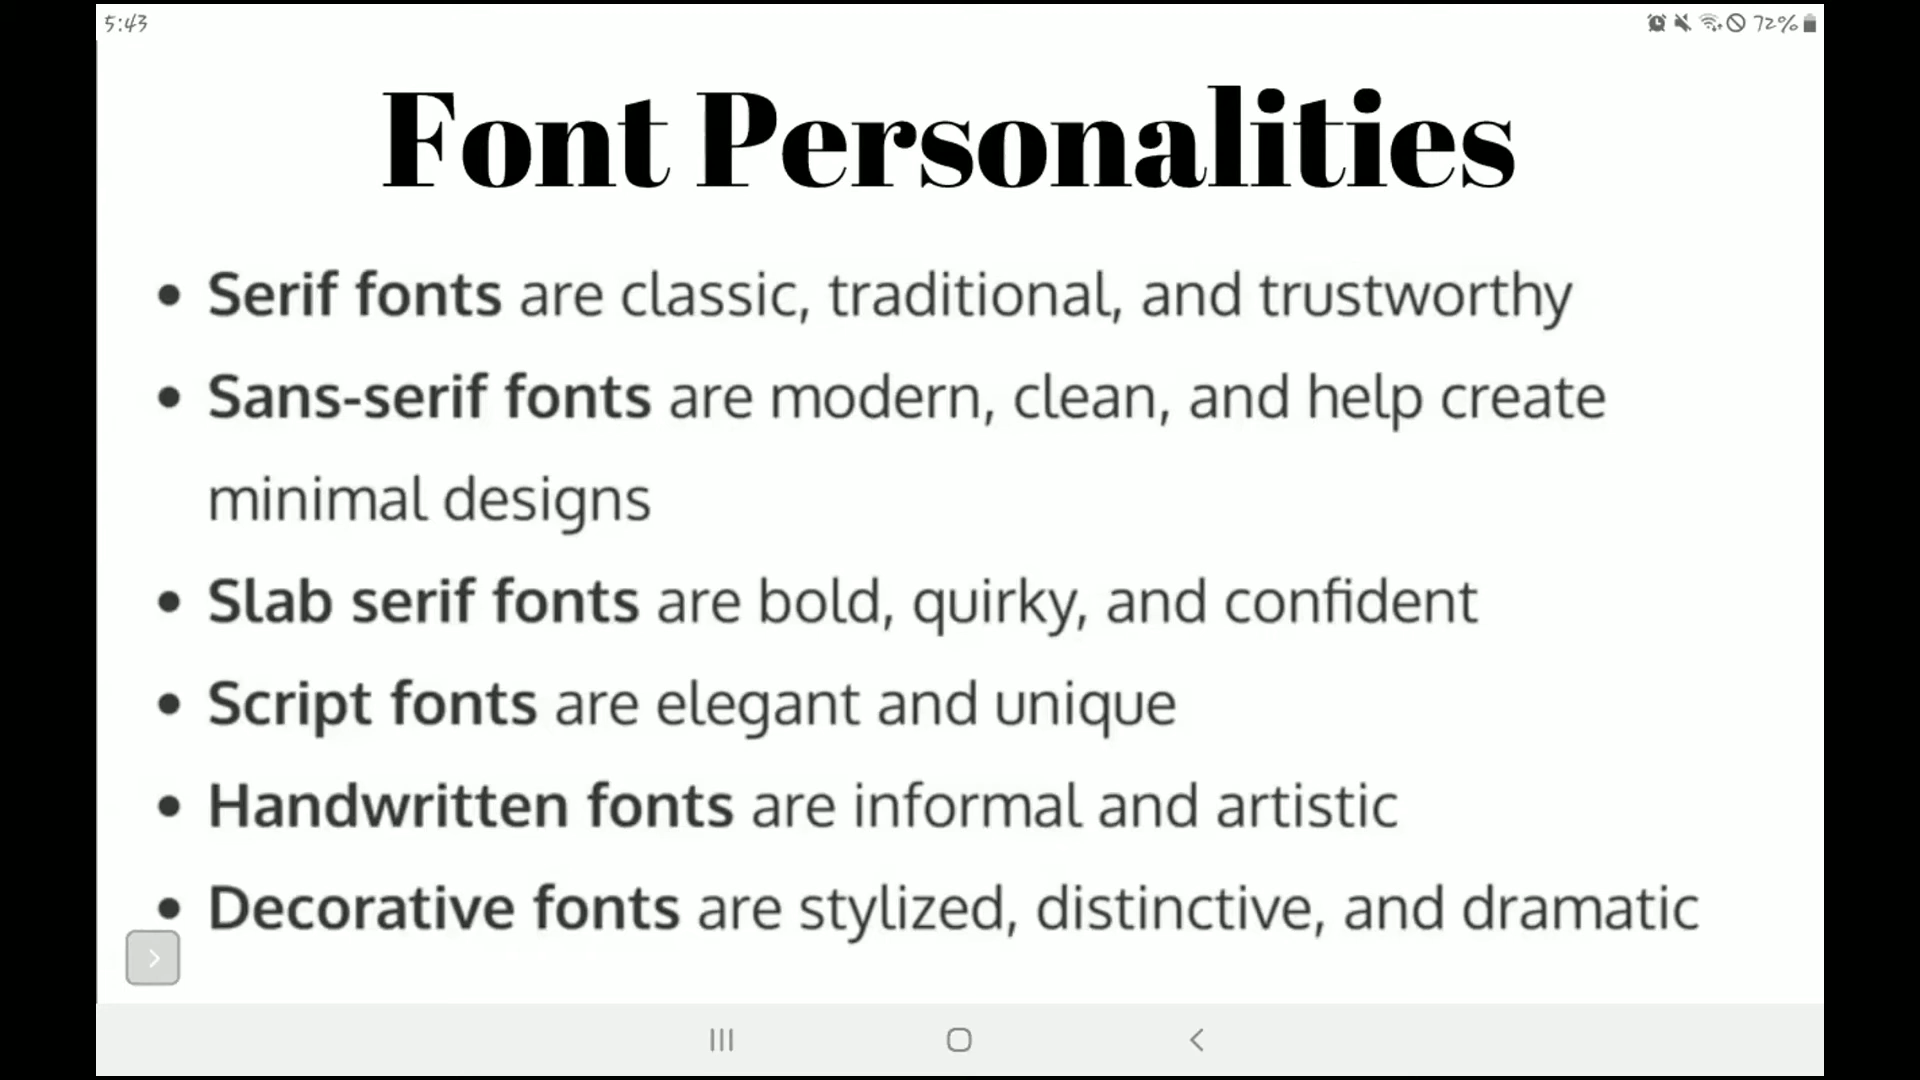 5:43
72%
Font Personalities
• Serif fonts are classic, traditional, and trustworthy
• Sans-serif fonts are modern, clean, and help create
minimal designs
• Slab serif fonts are bold, quirky, and confident
• Script fonts are elegant and unique
• Handwritten fonts are informal and artistic
• Decorative fonts are stylized, distinctive, and dramatic